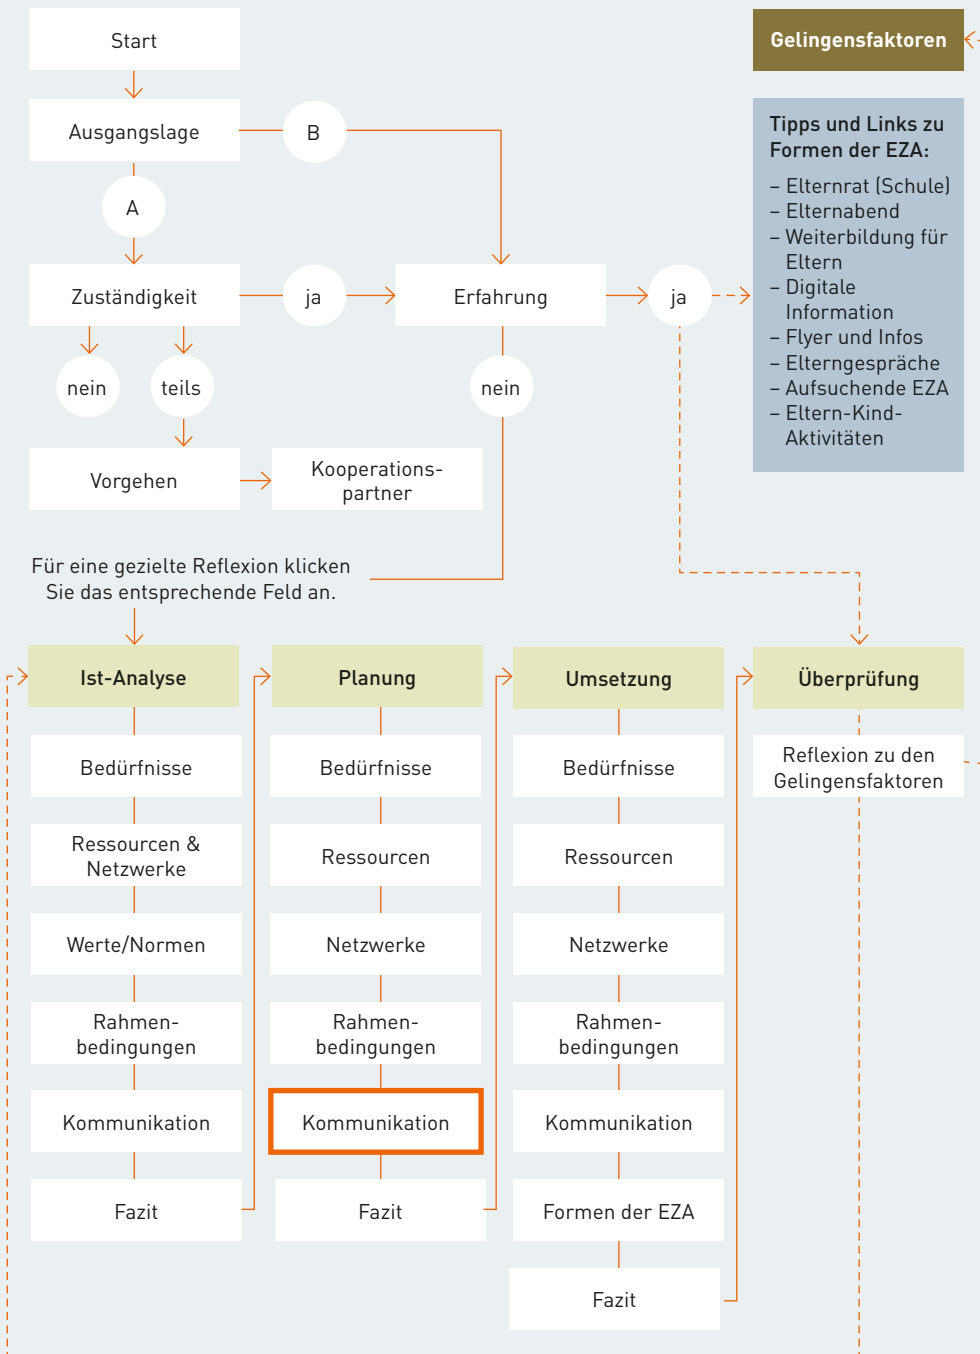 Start
Ausgangslage
B
A
Zuständigkeit
ja
Erfahrung
ja
nein
teils
nein
Vorgehen
Kooperations-
partner
Gelingensfaktoren
Tipps und Links zu
Formen der EZA:
– Elternrat (Schule)
– Elternabend
– Weiterbildung für
Eltern
– Digitale
Information
– Flyer und Infos
– Elterngespräche
– Aufsuchende EZA
– Eltern-Kind-
Aktivitäten
Für eine gezielte Reflexion klicken
Sie das entsprechende Feld an.
Ist-Analyse
Bedürfnisse
Ressourcen &
Netzwerke
Werte/Normen
Rahmen-
bedingungen
Kommunikation
Fazit
Planung
Bedürfnisse
Ressourcen
Netzwerke
Rahmen-
bedingungen
Kommunikation
Fazit
Umsetzung
Bedürfnisse
Ressourcen
Netzwerke
Rahmen-
bedingungen
Kommunikation
Formen der EZA
Fazit
Überprüfung
Reflexion zu den
Gelingensfaktoren